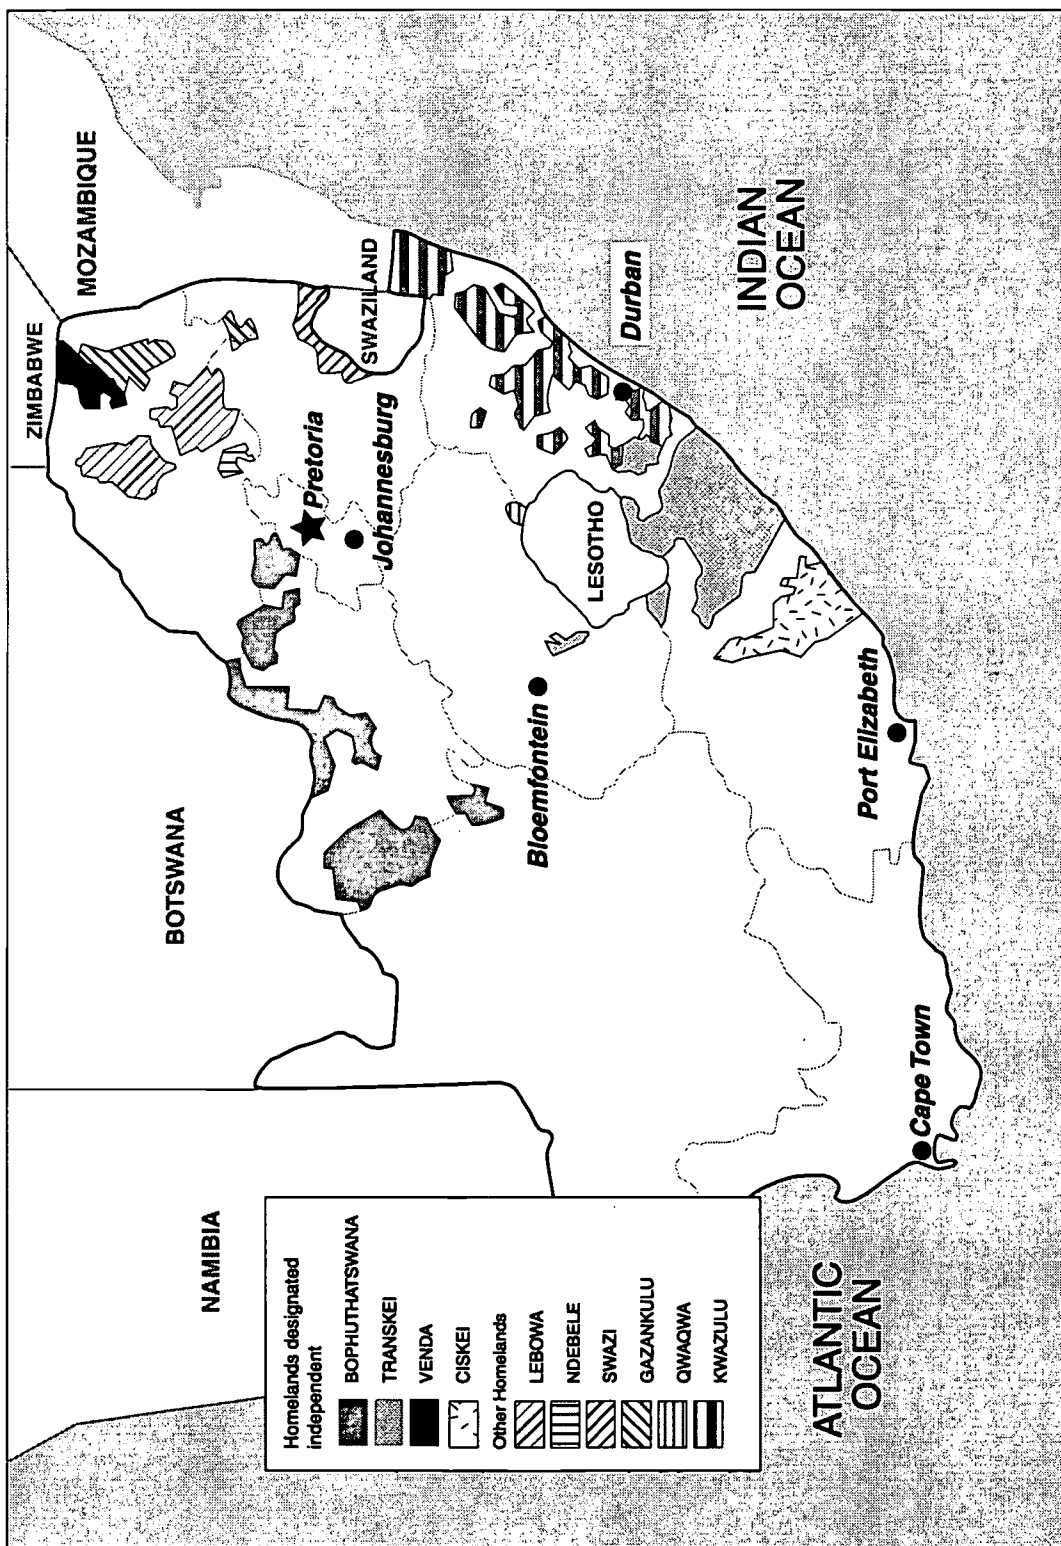 ZIMBABWE
MOZAMBIQUE
BOTSWANA
NAMIBIA
SWAZILAND
Pretoria
Johannesburg
LESOTHO
Durban
Bloemfontein
Port Elizabeth
Cape Town
INDIAN
OCEAN
ATLANTIC
OCEAN
Homelands designated
independent
BOPHUTHATSWANA
TRANSKEI
VENDA
CISKEI
Other Homelands
LEBOWA
NDEBELE
SWAZI
GAZANKULU
QWAQWA
KWAZULU